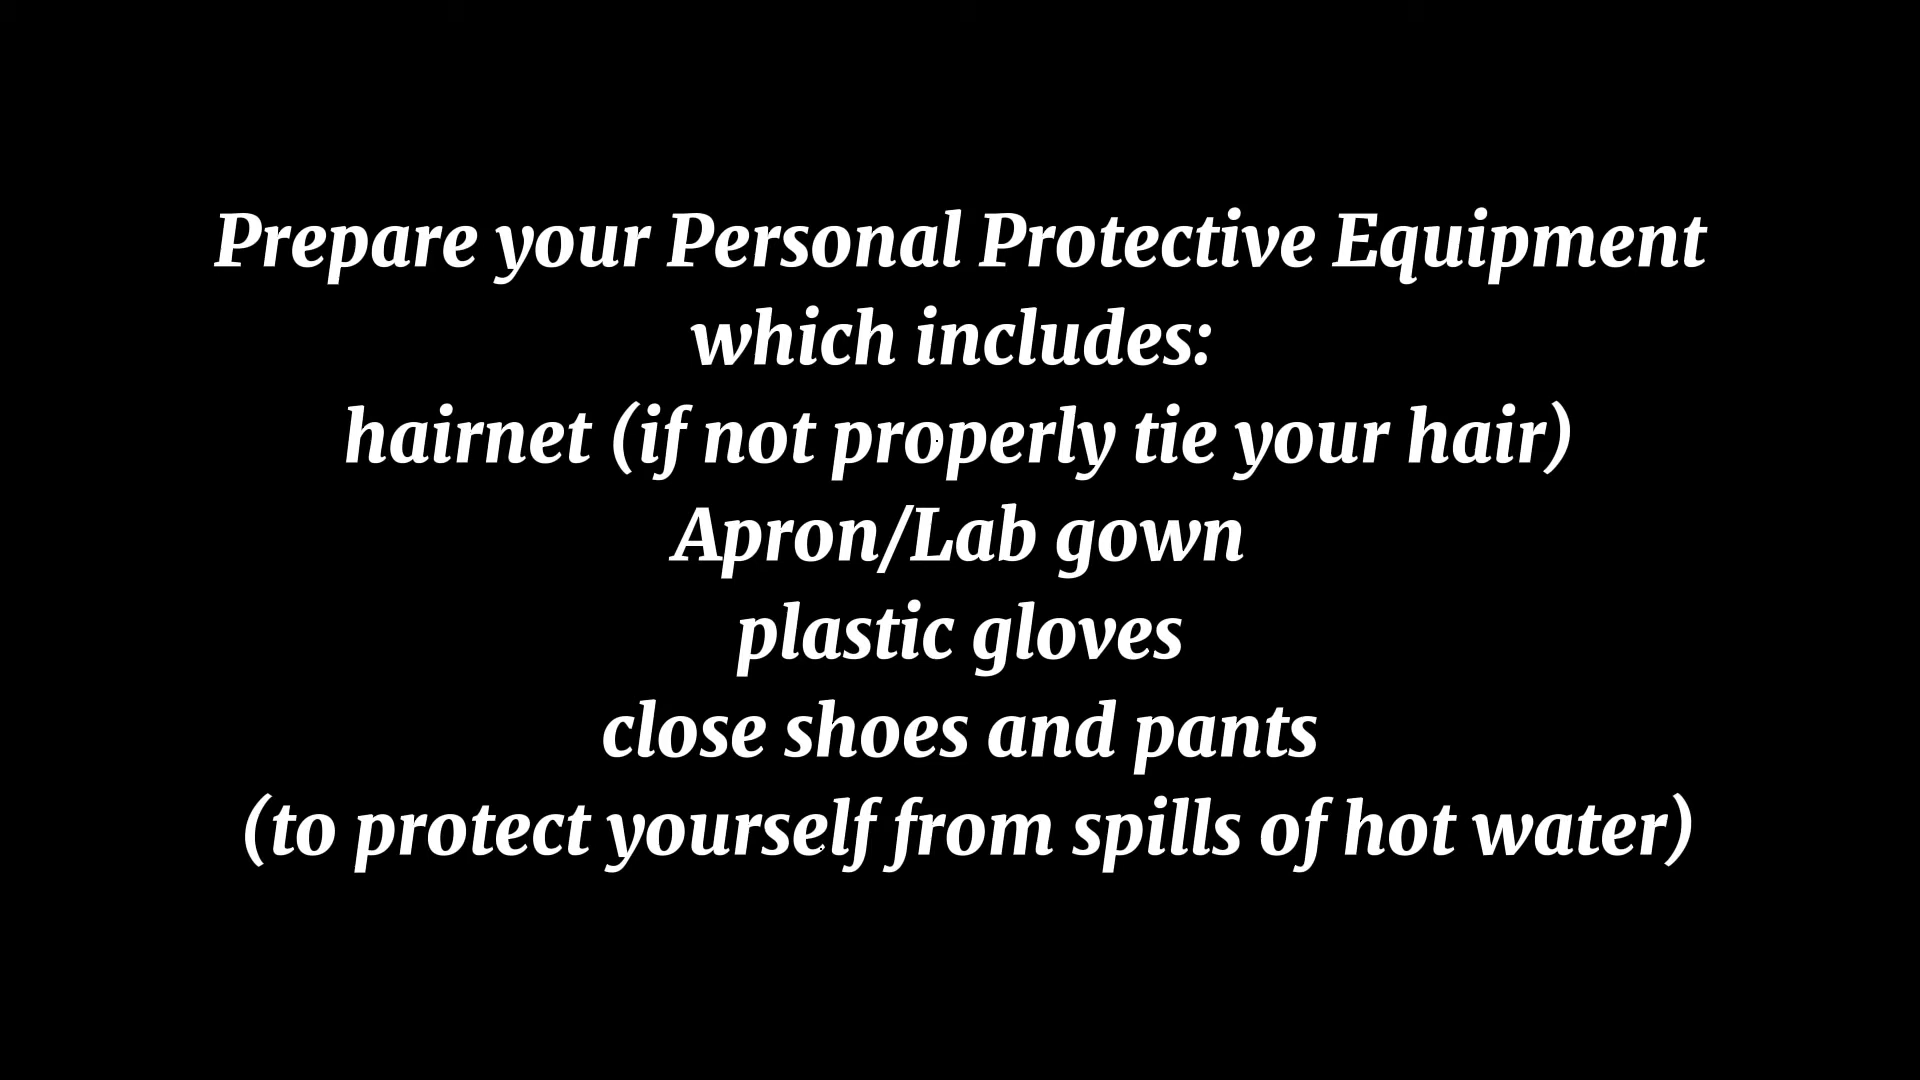 Prepare your Personal Protective Equipment
which includes:
hairnet (if not properly tie your hair)
Apron/Lab gown
plastic gloves
close shoes and pants
(to protect yourself from spills of hot water)